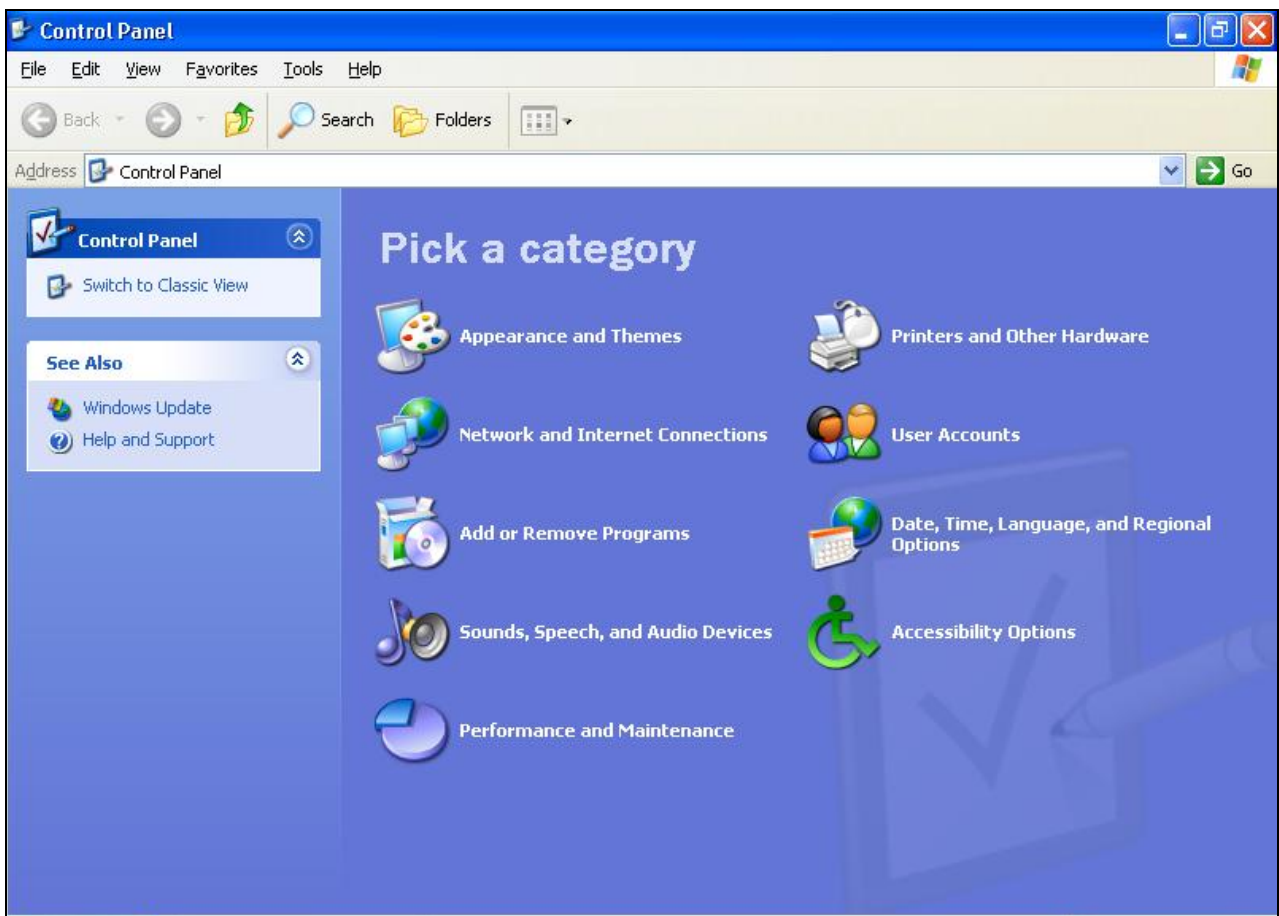 Control Panel
File Edit View Favorites Tools Help
Back Search Folders
Address Control Panel Go
Control Panel
Switch to Classic View
See Also
Windows Update
Help and Support
Pick a category
Appearance and Themes
Printers and Other Hardware
Network and Internet Connections
User Accounts
Add or Remove Programs
Date, Time, Language, and Regional
Options
Sounds, Speech, and Audio Devices
Accessibility Options
Performance and Maintenance